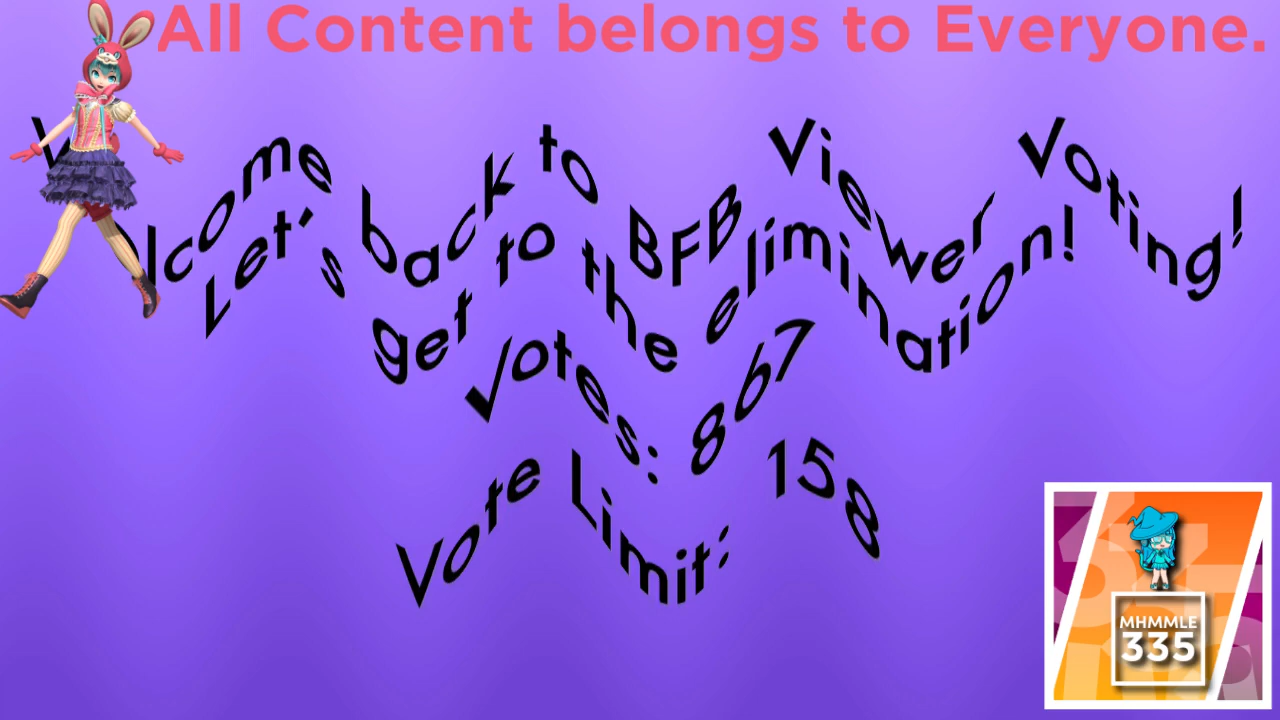 All Content belongs to Everyone.
Welcome back to BFB Viewer Voting!
Let's get to the elimination!
Votes: 867
Vote Limit: 158
MHMMLE
335